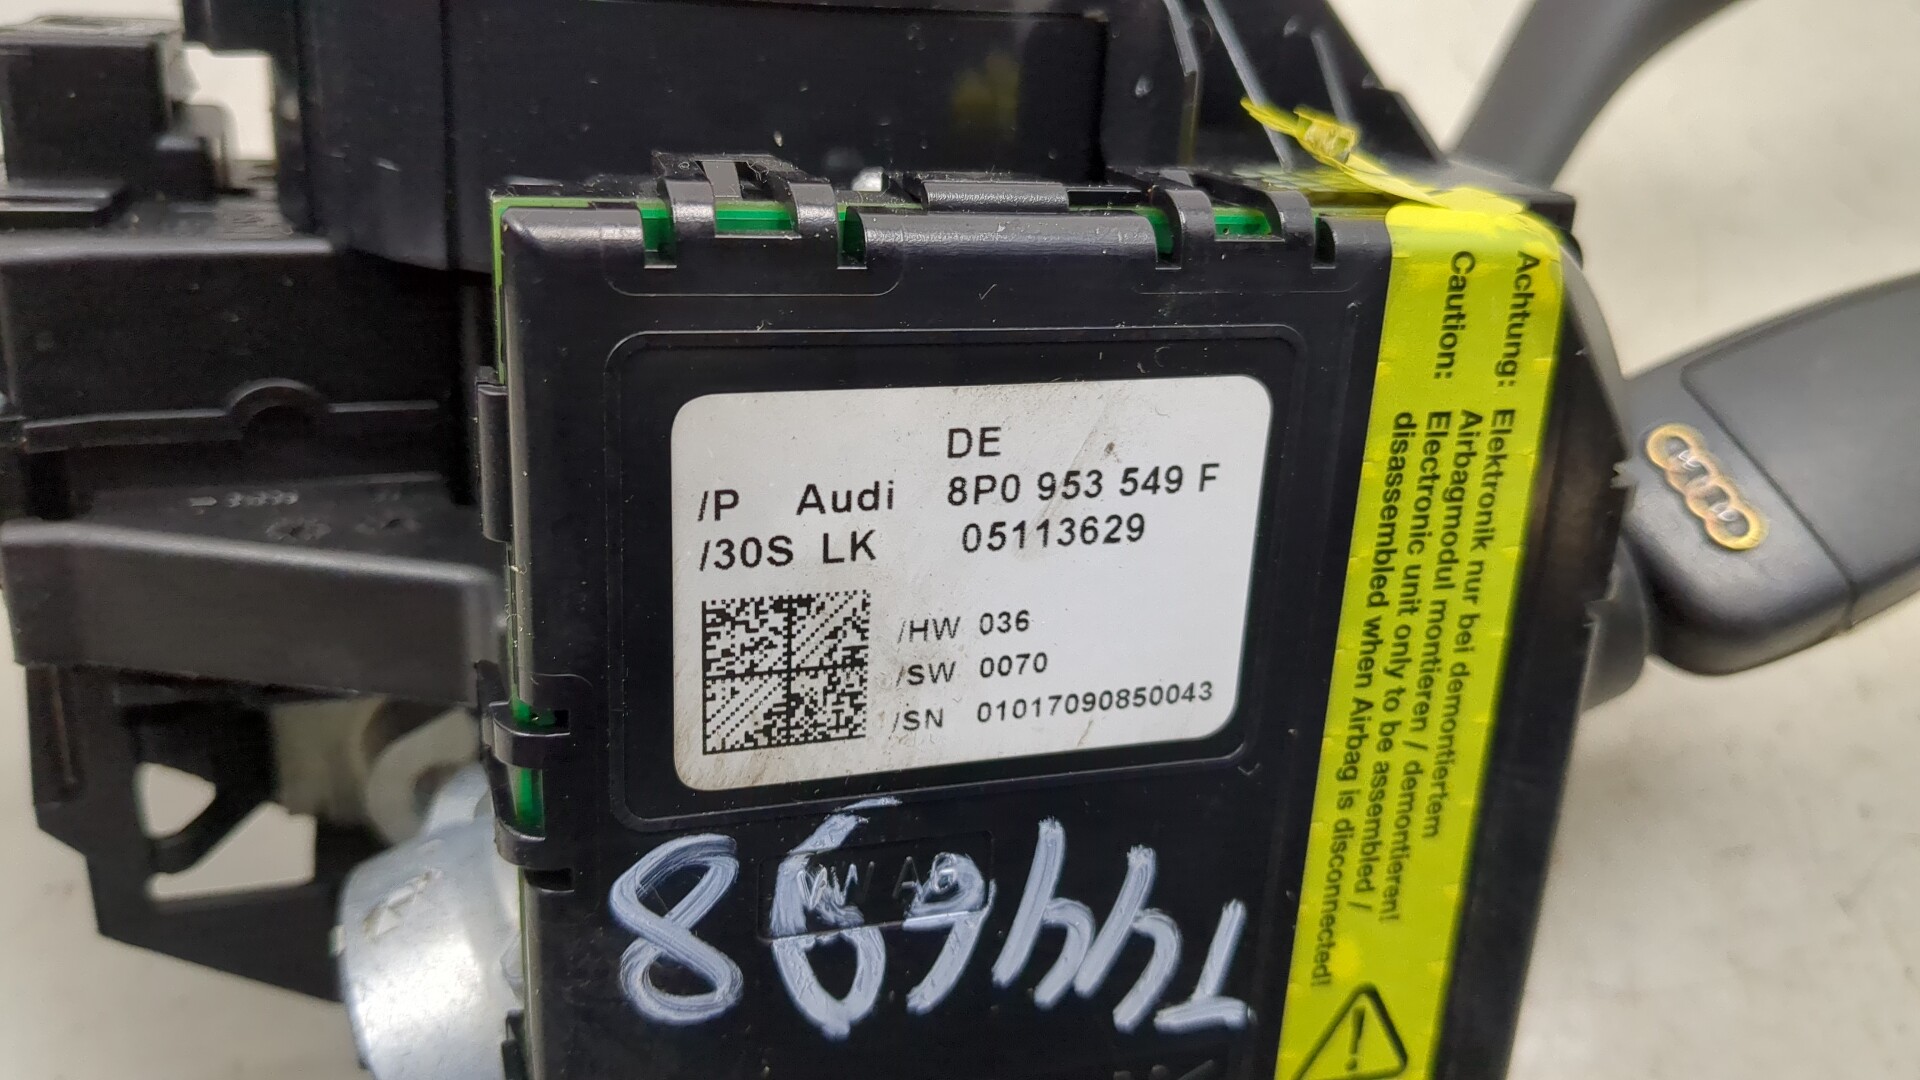 DE
/P Audi 8P0 953 549 F
/30S LK 05113629
/HW 036
/SW 0070
/SN 01017090850043
Achtung: Elektronik nur bei demontiertem
Airbagmodul montieren / demontieren!
Caution: Electronic unit only to be assembled /
disassembled when Airbag is disconnected!